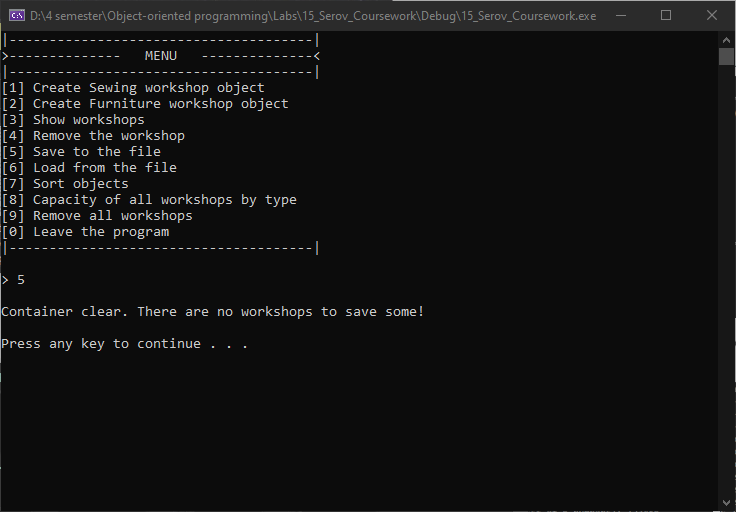 D:\4 semester\Object-oriented programming\Labs\15_Serov_Coursework\Debug\15_Serov_Coursework.exe
|--------------------------------------|
>--------------   MENU   --------------<
|--------------------------------------|
[1] Create Sewing workshop object
[2] Create Furniture workshop object
[3] Show workshops
[4] Remove the workshop
[5] Save to the file
[6] Load from the file
[7] Sort objects
[8] Capacity of all workshops by type
[9] Remove all workshops
[0] Leave the program
|--------------------------------------|
> 5
Container clear. There are no workshops to save some!
Press any key to continue . . .